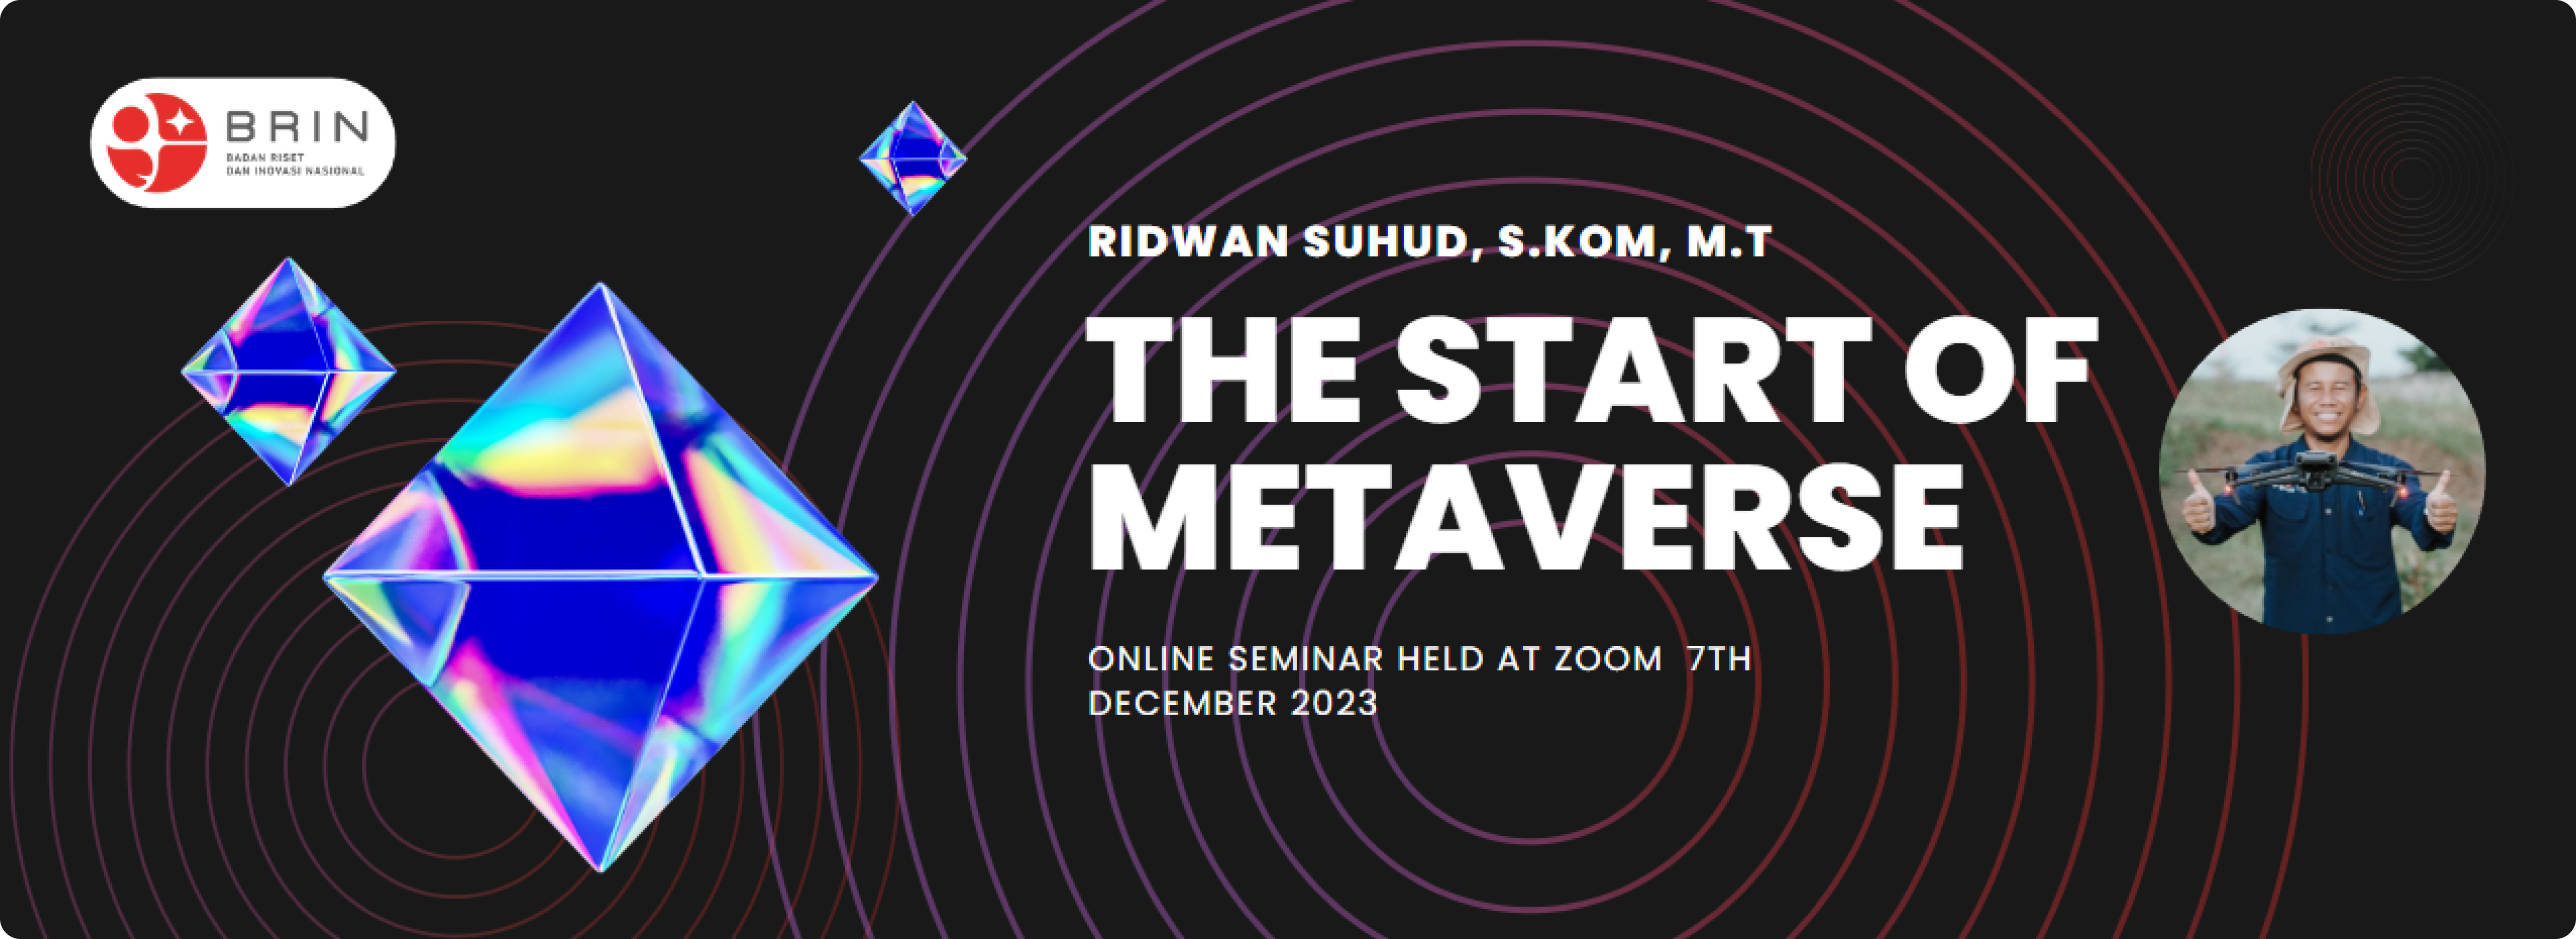 BRIN
BADAN RISET
DAN INOVASI NASIONAL
RIDWAN SUHUD, S.KOM, M.T
THE START OF
METAVERSE
ONLINE SEMINAR HELD AT ZOOM 7TH
DECEMBER 2023